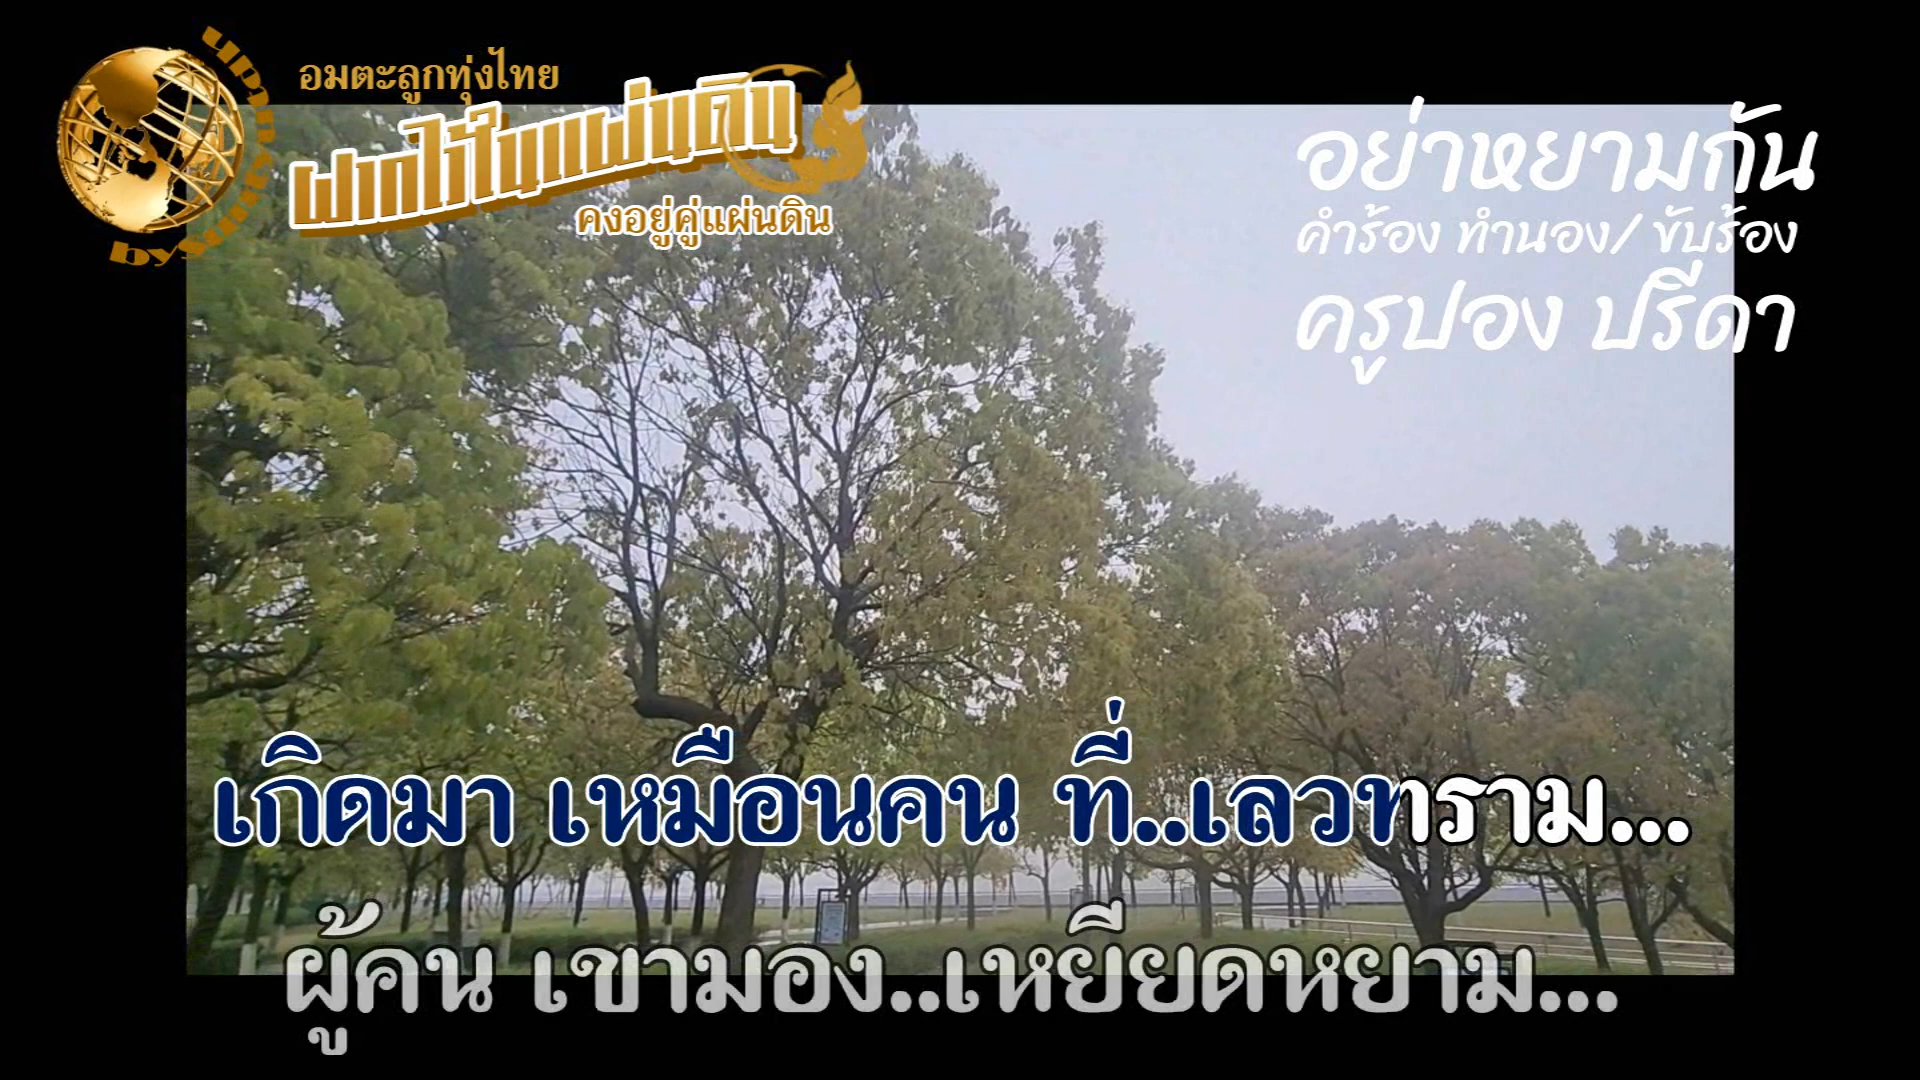 อมตะลูกทุ่งไทย
ฝากไว้ในแผ่นดิน
คงอยู่คู่แผ่นดิน
อย่าหยามกัน
คำร้อง ทำนอง/ ขับร้อง
ครูปอง ปรีดา
เกิดมา เหมือนคน ที่..เลวทราม...
ผู้คน เขามอง..เหยียดหยาม...